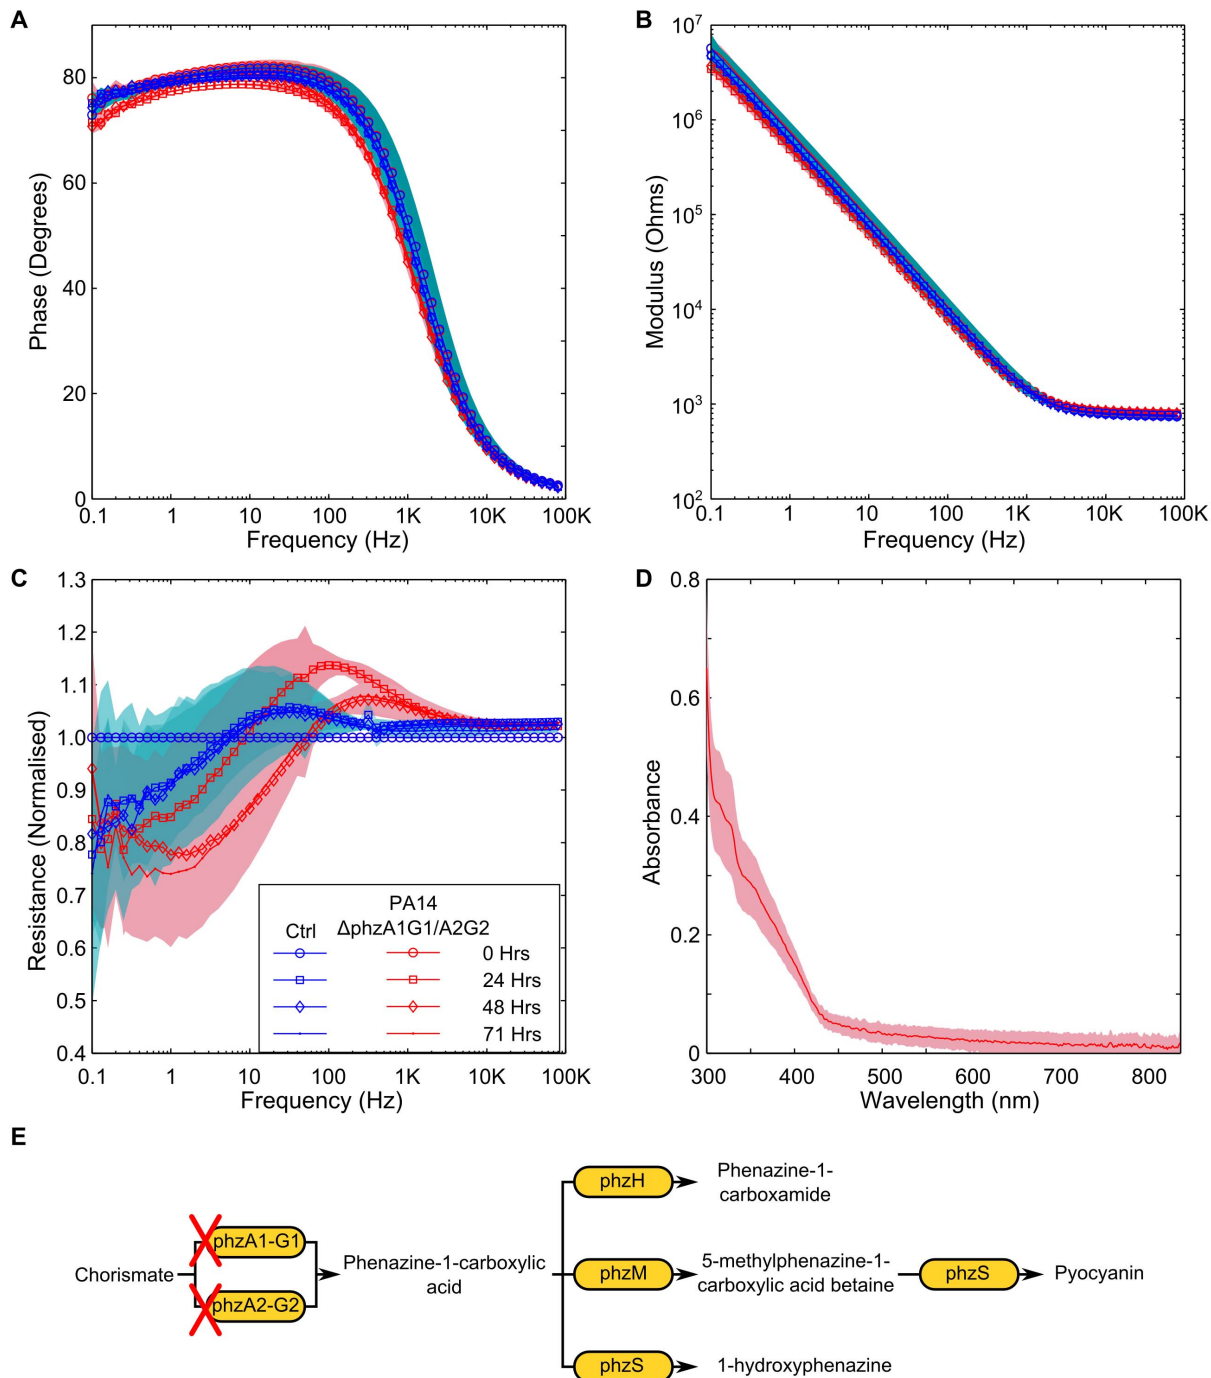 A
80
60
40
20
0
Phase (Degrees)
0.1 1 10 100 1K 10K 100K
Frequency (Hz)
B
10^7
10^6
10^5
10^4
10^3
10^2
Modulus (Ohms)
0.1 1 10 100 1K 10K 100K
Frequency (Hz)
C
1.3
1.2
1.1
1.0
0.9
0.8
0.7
0.6
0.5
0.4
Resistance (Normalised)
PA14
Ctrl ΔphzA1G1/A2G2
0 Hrs
24 Hrs
48 Hrs
71 Hrs
0.1 1 10 100 1K 10K 100K
Frequency (Hz)
D
0.8
0.6
0.4
0.2
0
Absorbance
300 400 500 600 700 800
Wavelength (nm)
E
Chorismate
phzA1-G1
phzA2-G2
Phenazine-1-carboxylic
acid
phzH
Phenazine-1-
carboxamide
phzM
5-methylphenazine-1-
carboxylic acid betaine
phzS
Pyocyanin
phzS
1-hydroxyphenazine